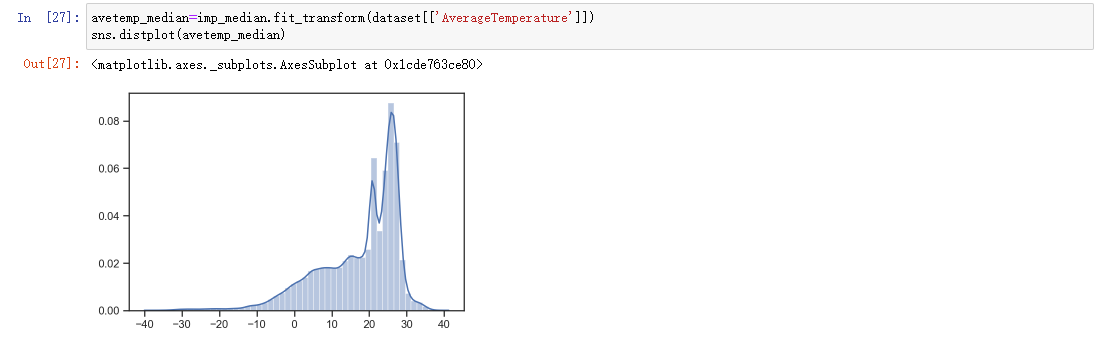 In [27]: avetemp_median=imp_median.fit_transform(dataset[['AverageTemperature']])
sns.distplot(avetemp_median)
Out[27]: <matplotlib.axes._subplots.AxesSubplot at 0x1cde763ce80>
0.08
0.06
0.04
0.02
0.00
−40 −30 −20 −10 0 10 20 30 40